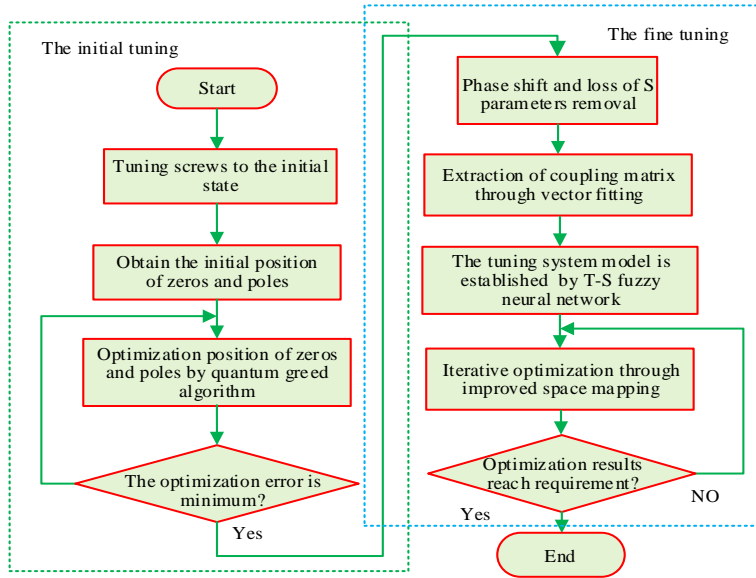 The initial tuning
Start
Tuning screws to the initial
state
Obtain the initial position
of zeros and poles
Optimization position of zeros
and poles by quantum greed
algorithm
The optimization error is
minimum?
Yes
The fine tuning
Phase shift and loss of S
parameters removal
Extraction of coupling matrix
through vector fitting
The tuning system model is
established by T-S fuzzy
neural network
Iterative optimization through
improved space mapping
Optimization results
reach requirement?
NO
Yes
End